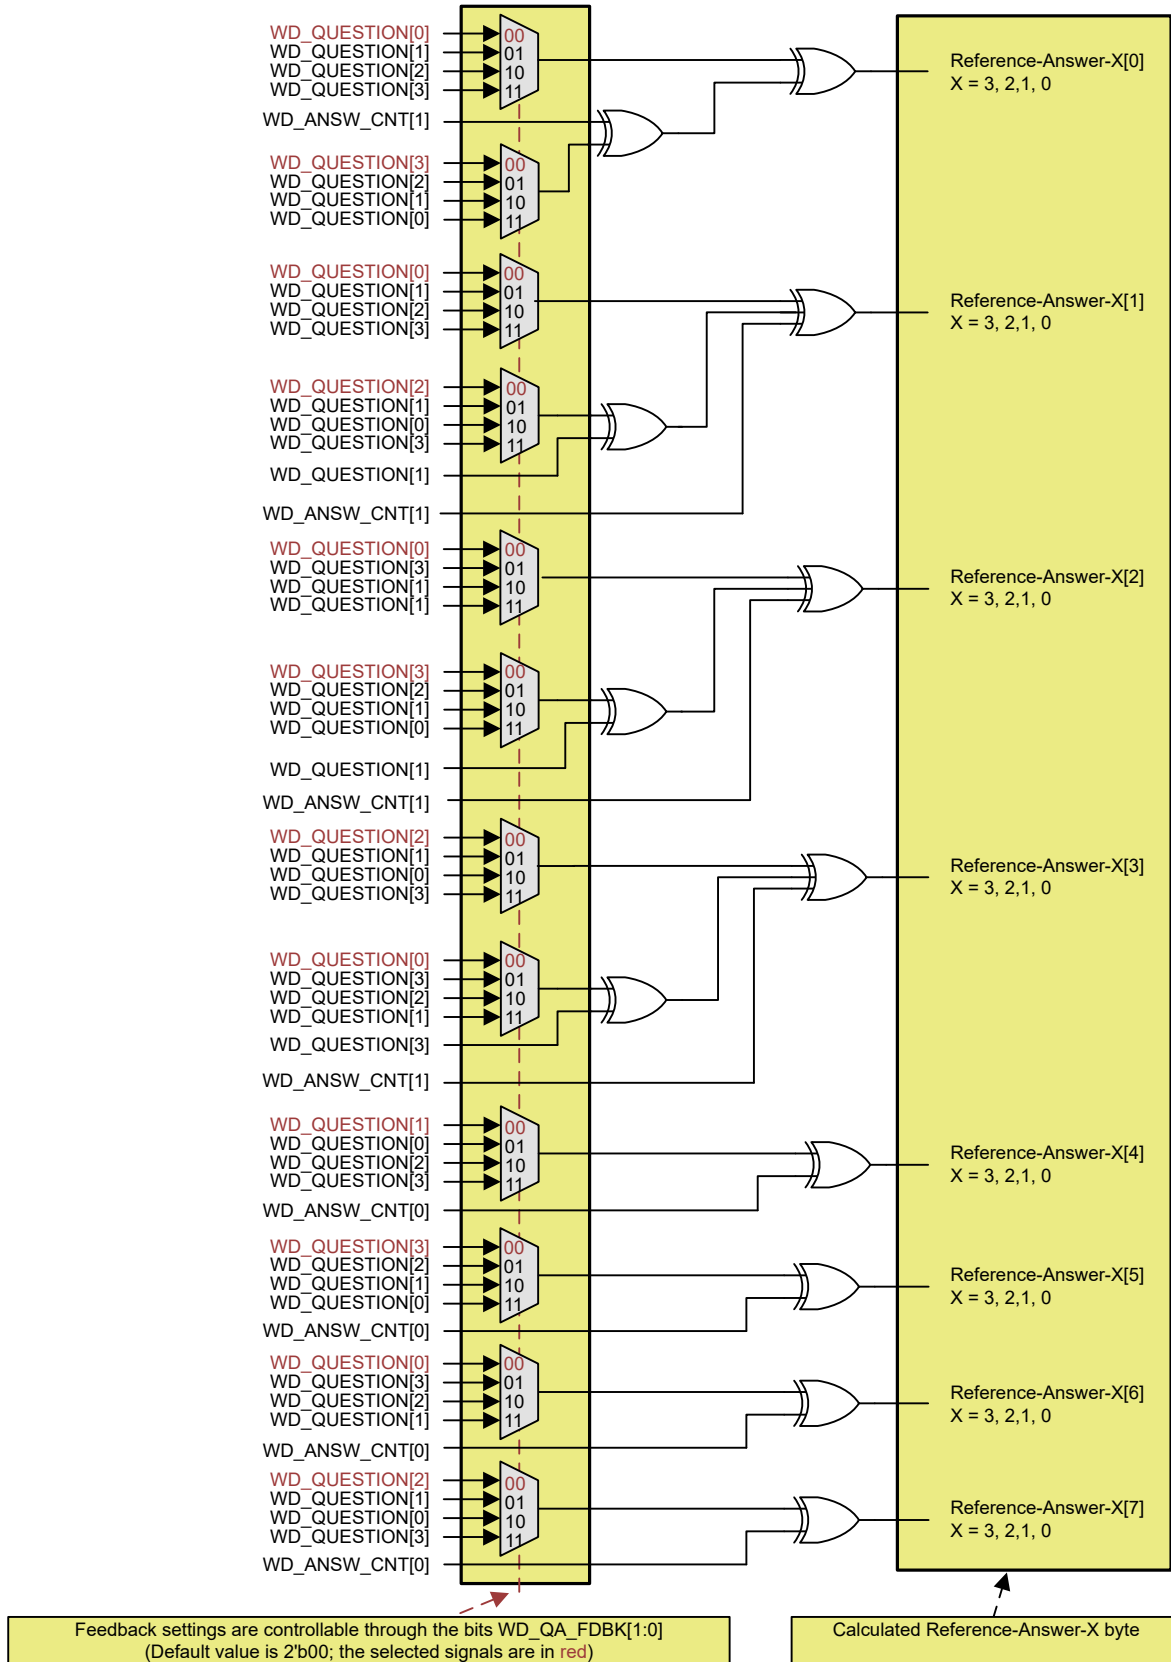 WD_QUESTION[0]
WD_QUESTION[1]
WD_QUESTION[2]
WD_QUESTION[3]
00
01
10
11
WD_ANSW_CNT[1]
Reference-Answer-X[0]
X = 3, 2,1, 0
WD_QUESTION[3]
WD_QUESTION[2]
WD_QUESTION[1]
WD_QUESTION[0]
00
01
10
11
WD_QUESTION[0]
WD_QUESTION[1]
WD_QUESTION[2]
WD_QUESTION[3]
00
01
10
11
Reference-Answer-X[1]
X = 3, 2,1, 0
WD_QUESTION[2]
WD_QUESTION[1]
WD_QUESTION[0]
WD_QUESTION[3]
00
01
10
11
WD_QUESTION[1]
WD_ANSW_CNT[1]
WD_QUESTION[0]
WD_QUESTION[3]
WD_QUESTION[1]
WD_QUESTION[1]
00
01
10
11
Reference-Answer-X[2]
X = 3, 2,1, 0
WD_QUESTION[3]
WD_QUESTION[2]
WD_QUESTION[1]
WD_QUESTION[0]
00
01
10
11
WD_QUESTION[1]
WD_ANSW_CNT[1]
WD_QUESTION[2]
WD_QUESTION[1]
WD_QUESTION[0]
WD_QUESTION[3]
00
01
10
11
Reference-Answer-X[3]
X = 3, 2,1, 0
WD_QUESTION[0]
WD_QUESTION[3]
WD_QUESTION[2]
WD_QUESTION[1]
00
01
10
11
WD_QUESTION[3]
WD_ANSW_CNT[1]
WD_QUESTION[1]
WD_QUESTION[0]
WD_QUESTION[2]
WD_QUESTION[3]
00
01
10
11
WD_ANSW_CNT[0]
Reference-Answer-X[4]
X = 3, 2,1, 0
WD_QUESTION[3]
WD_QUESTION[2]
WD_QUESTION[1]
WD_QUESTION[0]
00
01
10
11
WD_ANSW_CNT[0]
Reference-Answer-X[5]
X = 3, 2,1, 0
WD_QUESTION[0]
WD_QUESTION[3]
WD_QUESTION[2]
WD_QUESTION[1]
00
01
10
11
WD_ANSW_CNT[0]
Reference-Answer-X[6]
X = 3, 2,1, 0
WD_QUESTION[2]
WD_QUESTION[1]
WD_QUESTION[0]
WD_QUESTION[3]
00
01
10
11
WD_ANSW_CNT[0]
Reference-Answer-X[7]
X = 3, 2,1, 0
Feedback settings are controllable through the bits WD_QA_FDBK[1:0]
(Default value is 2'b00; the selected signals are in red)
Calculated Reference-Answer-X byte